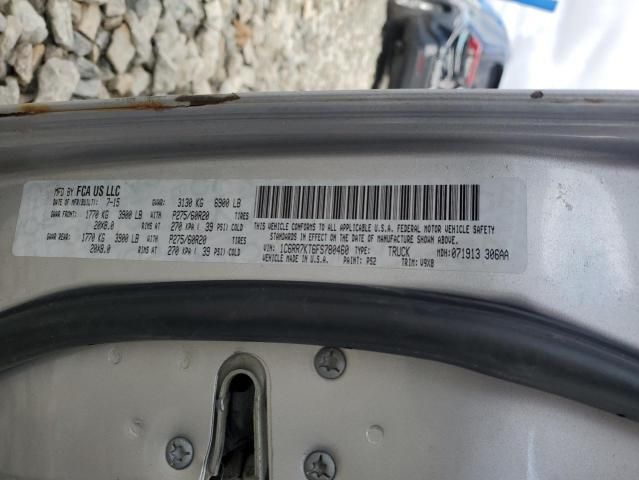 MFD BY FCA US LLC
DATE OF MFR(BUILT): 7-15 GVWR: 3130 KG 6900 LB
GAWR FRONT: 1770 KG 3900 LB WITH P275/60R20 TIRES
20X8.0 RIMS AT 270 KPA( 39 PSI) COLD
GAWR REAR: 1770 KG 3900 LB WITH P275/60R20 TIRES
20X8.0 RIMS AT 270 KPA( 39 PSI) COLD
THIS VEHICLE CONFORMS TO ALL APPLICABLE U.S.A. FEDERAL MOTOR VEHICLE SAFETY
STANDARDS IN EFFECT ON THE DATE OF MANUFACTURE SHOWN ABOVE.
VIN: 1C6RR7KT6FS780460 TYPE: TRUCK MDH:071913 306AA
VEHICLE MADE IN U.S.A. PAINT: PS2 TRIM: V9X8